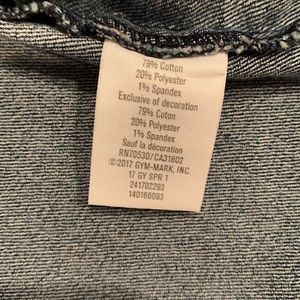 79% Cotton
20% Polyester
1% Spandex
Exclusive of decoration
79% Coton
20% Polyester
1% Spandex
Sauf la décoration
RN70530/CA31802
©2017 GYM-MARK, INC.
17 GY SPR 1
241702293
140166093